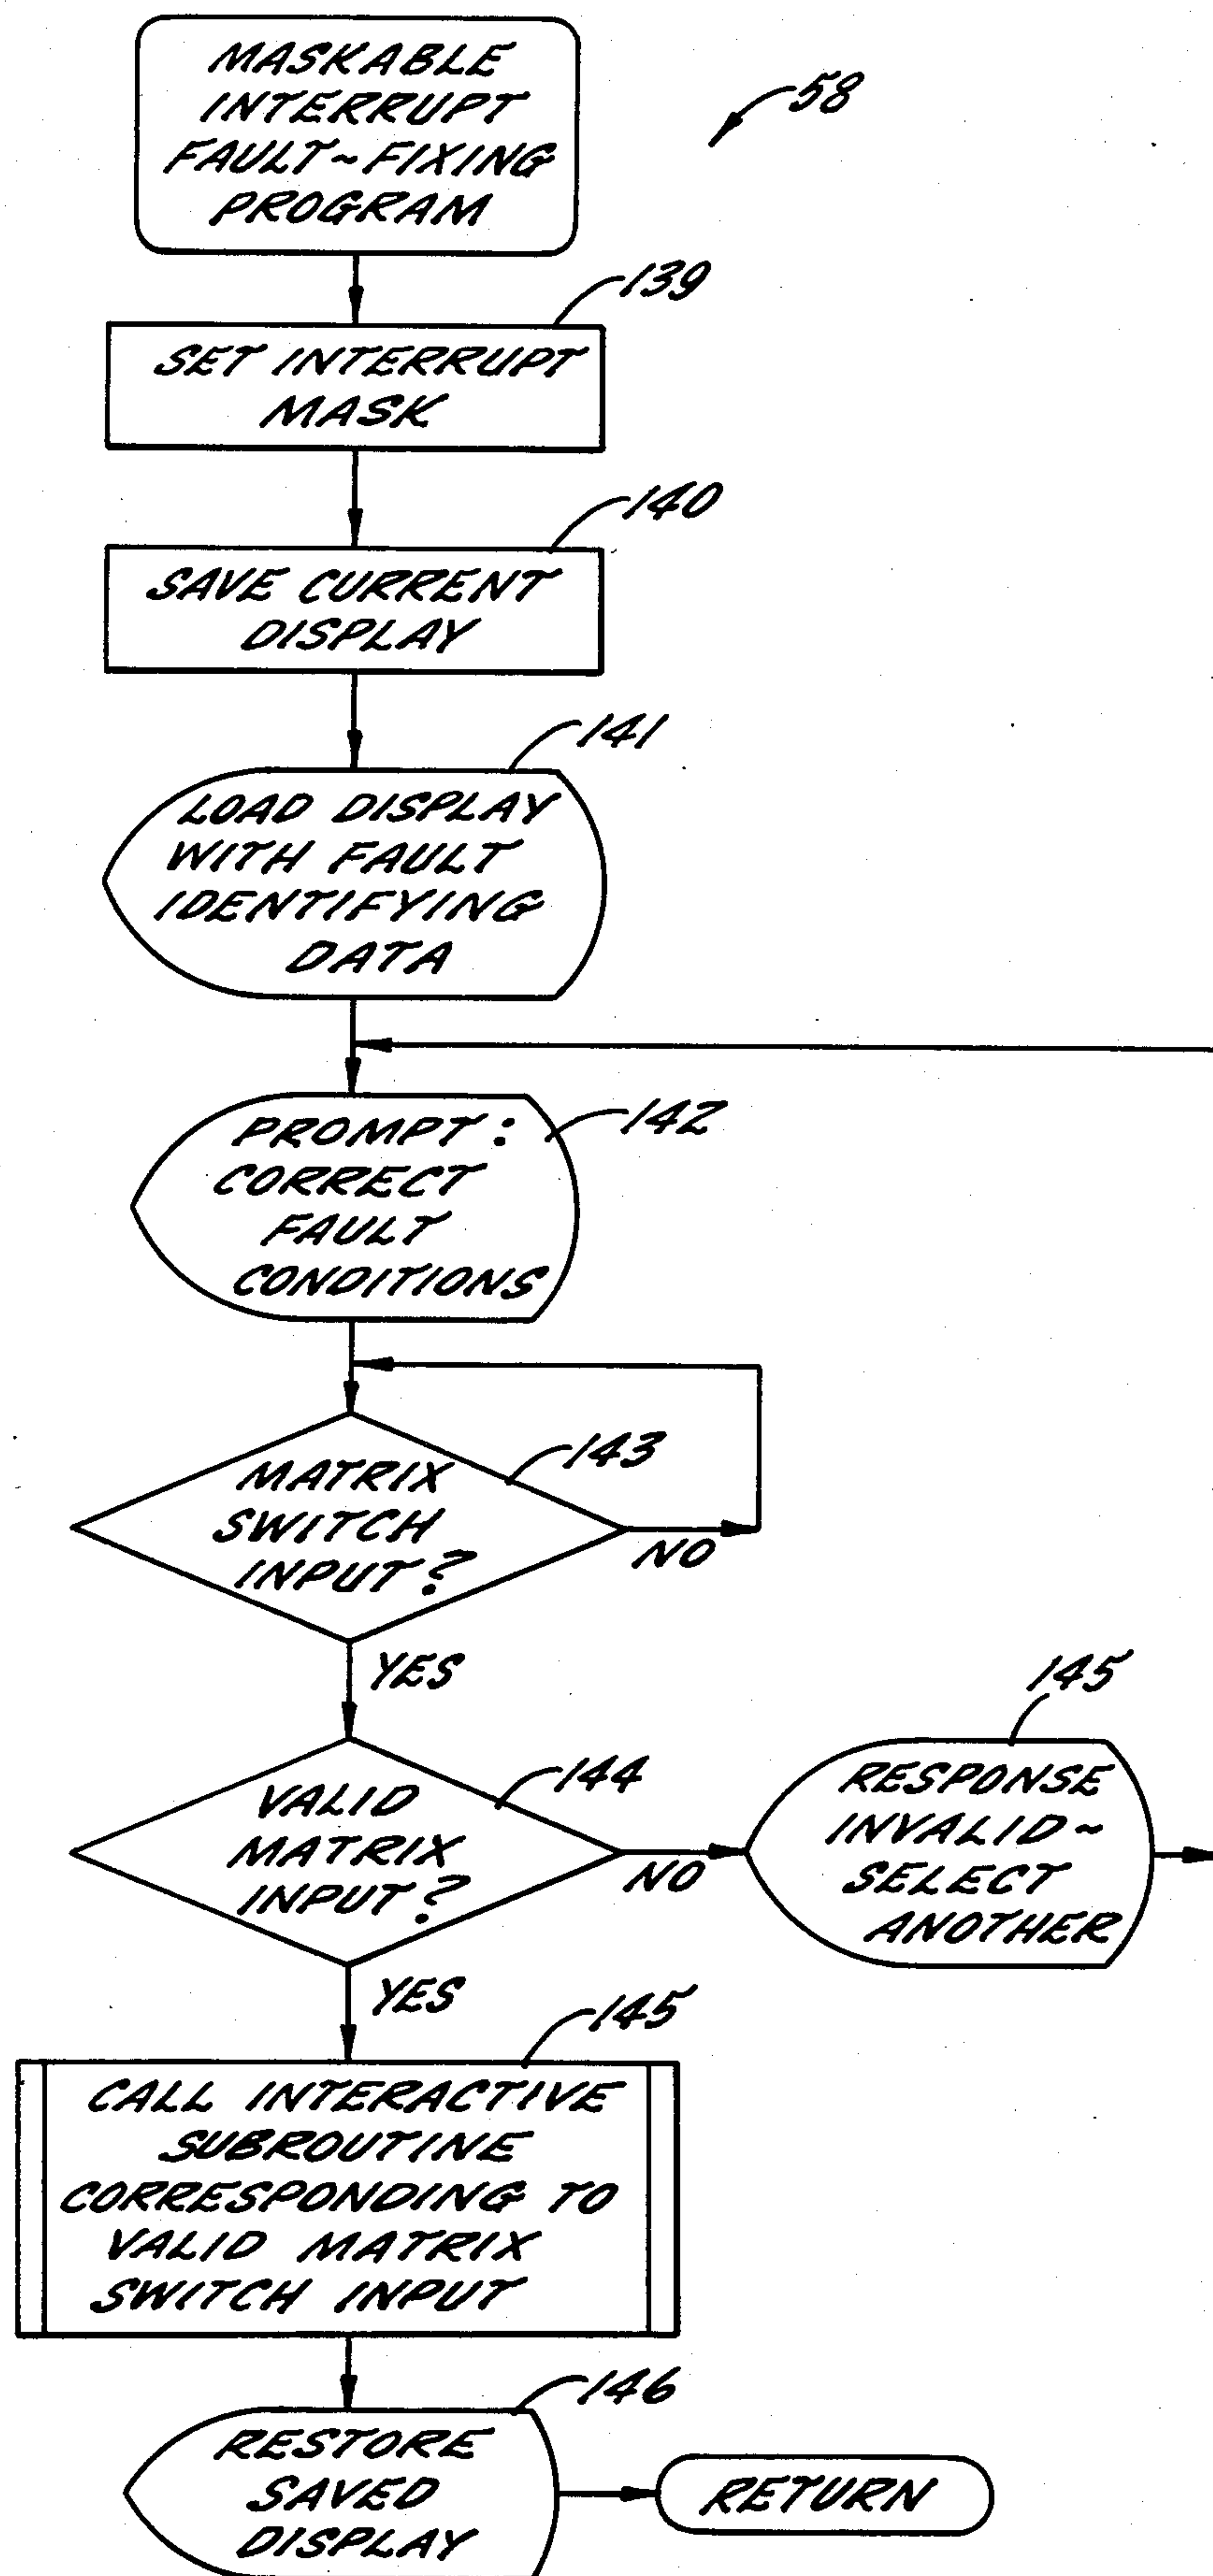 MASKABLE
INTERRUPT
FAULT~FIXING
PROGRAM
58
139
SET INTERRUPT
MASK
140
SAVE CURRENT
DISPLAY
141
LOAD DISPLAY
WITH FAULT
IDENTIFYING
DATA
142
PROMPT:
CORRECT
FAULT
CONDITIONS
143
MATRIX
SWITCH
INPUT?
NO
YES
144
VALID
MATRIX
INPUT?
NO
145
RESPONSE
INVALID~
SELECT
ANOTHER
YES
145
CALL INTERACTIVE
SUBROUTINE
CORRESPONDING TO
VALID MATRIX
SWITCH INPUT
146
RESTORE
SAVED
DISPLAY
RETURN